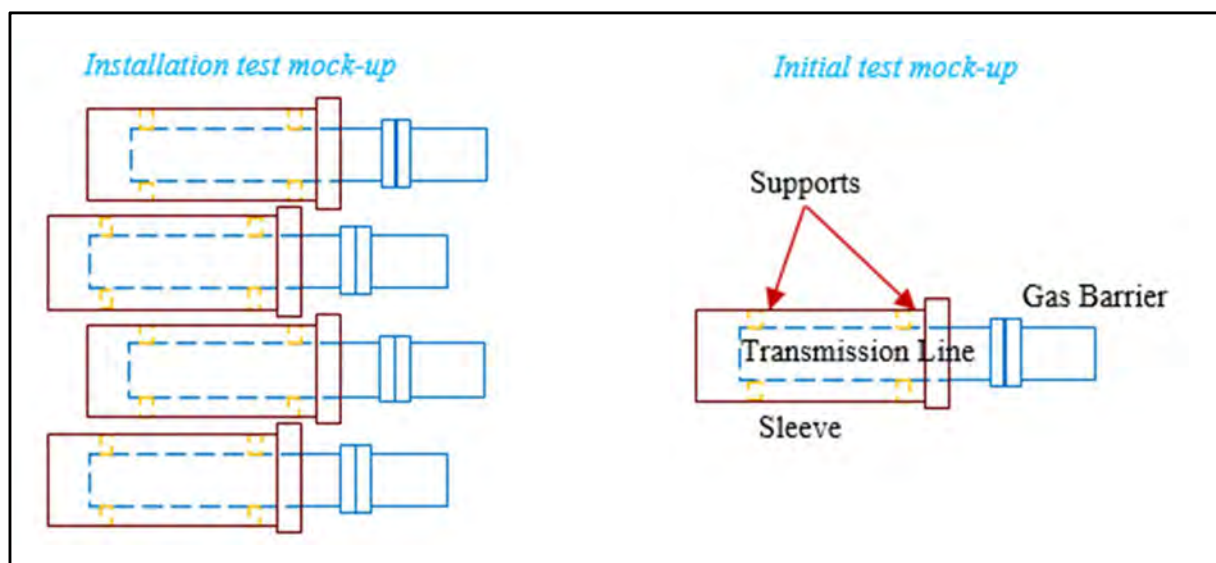 Installation test mock-up
Initial test mock-up
Supports
Gas Barrier
Transmission Line
Sleeve